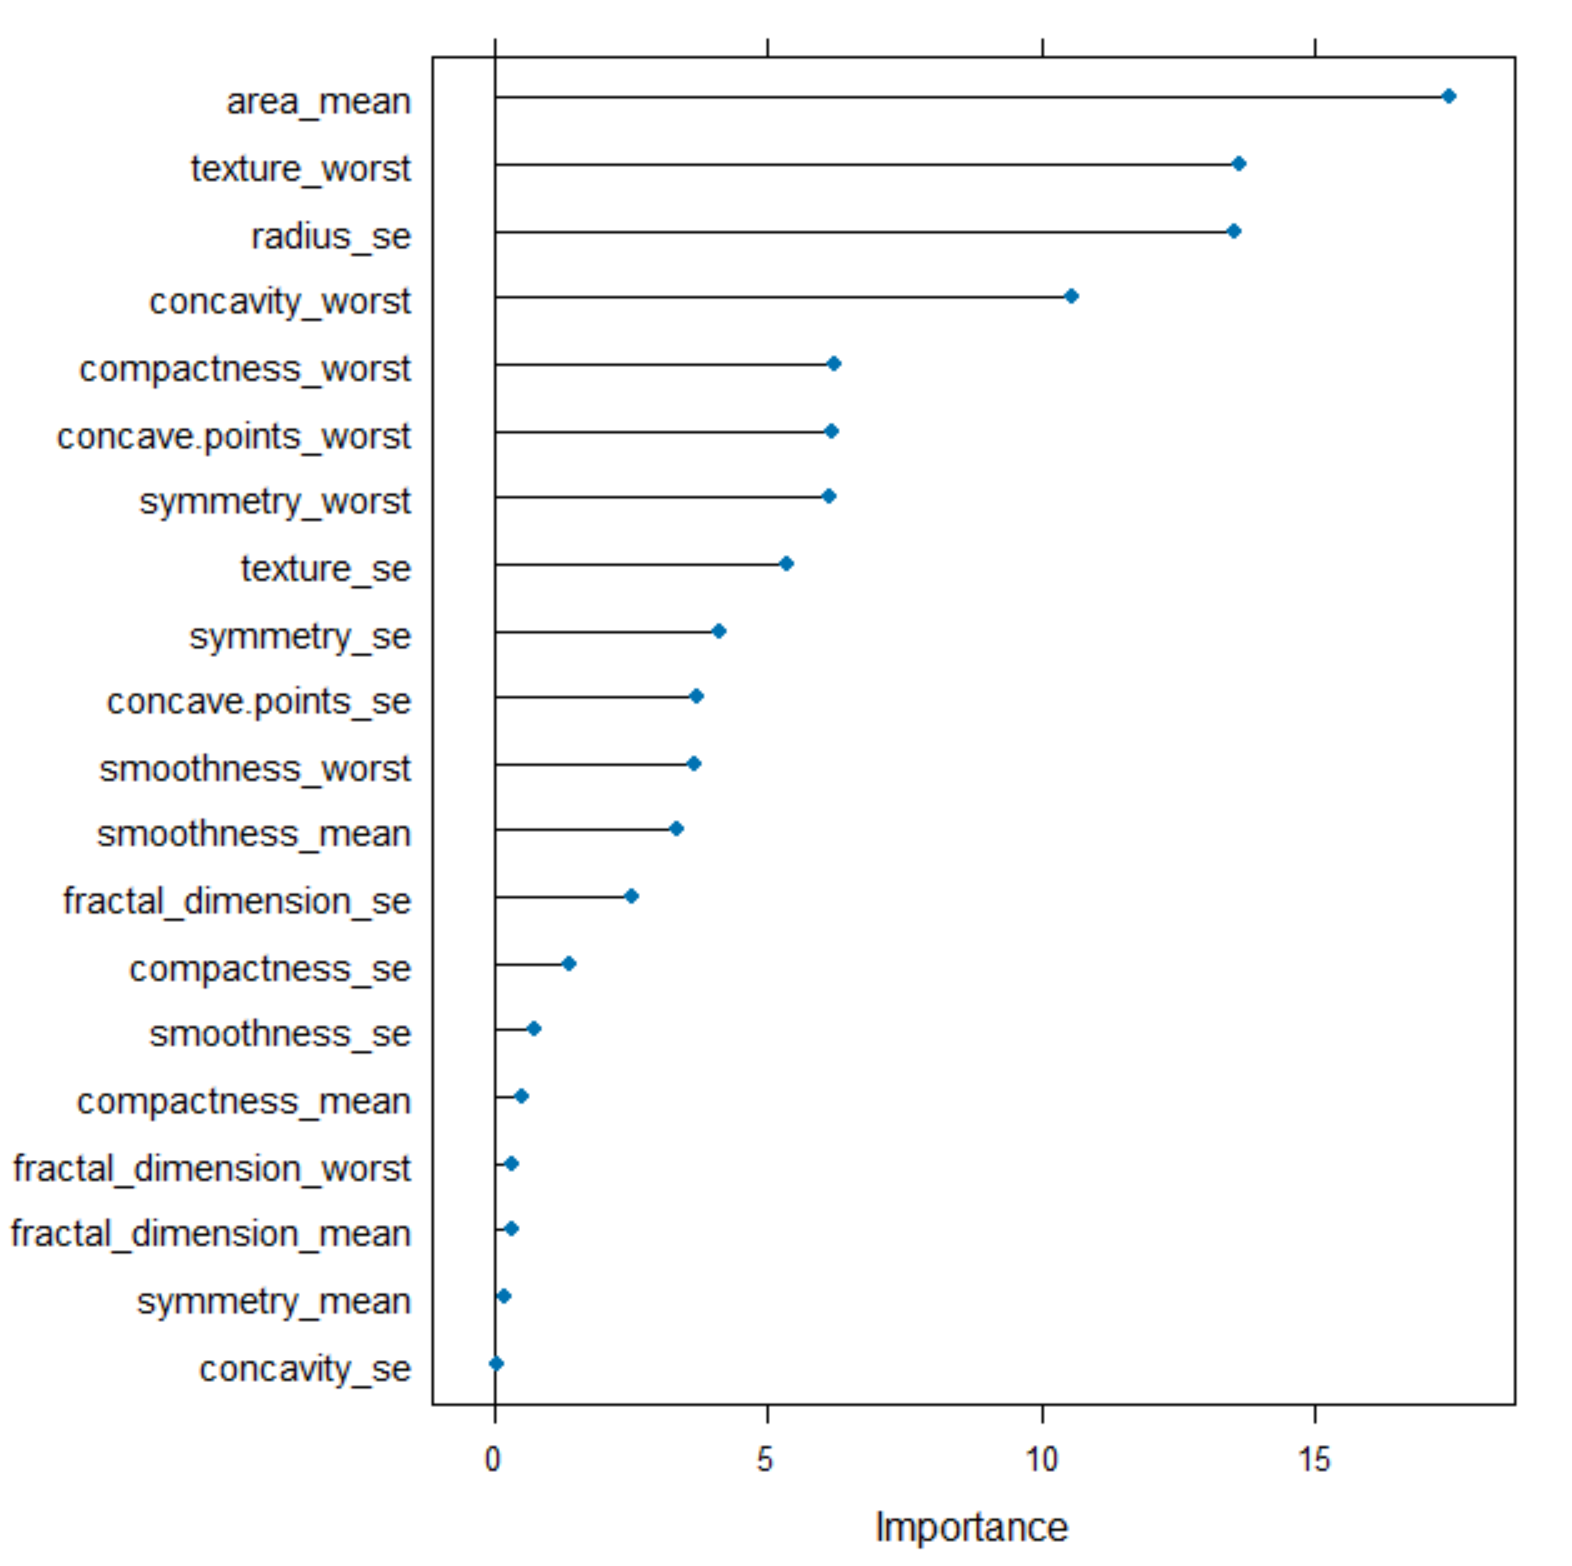 area_mean
texture_worst
radius_se
concavity_worst
compactness_worst
concave.points_worst
symmetry_worst
texture_se
symmetry_se
concave.points_se
smoothness_worst
smoothness_mean
fractal_dimension_se
compactness_se
smoothness_se
compactness_mean
fractal_dimension_worst
fractal_dimension_mean
symmetry_mean
concavity_se
0 5 10 15
Importance